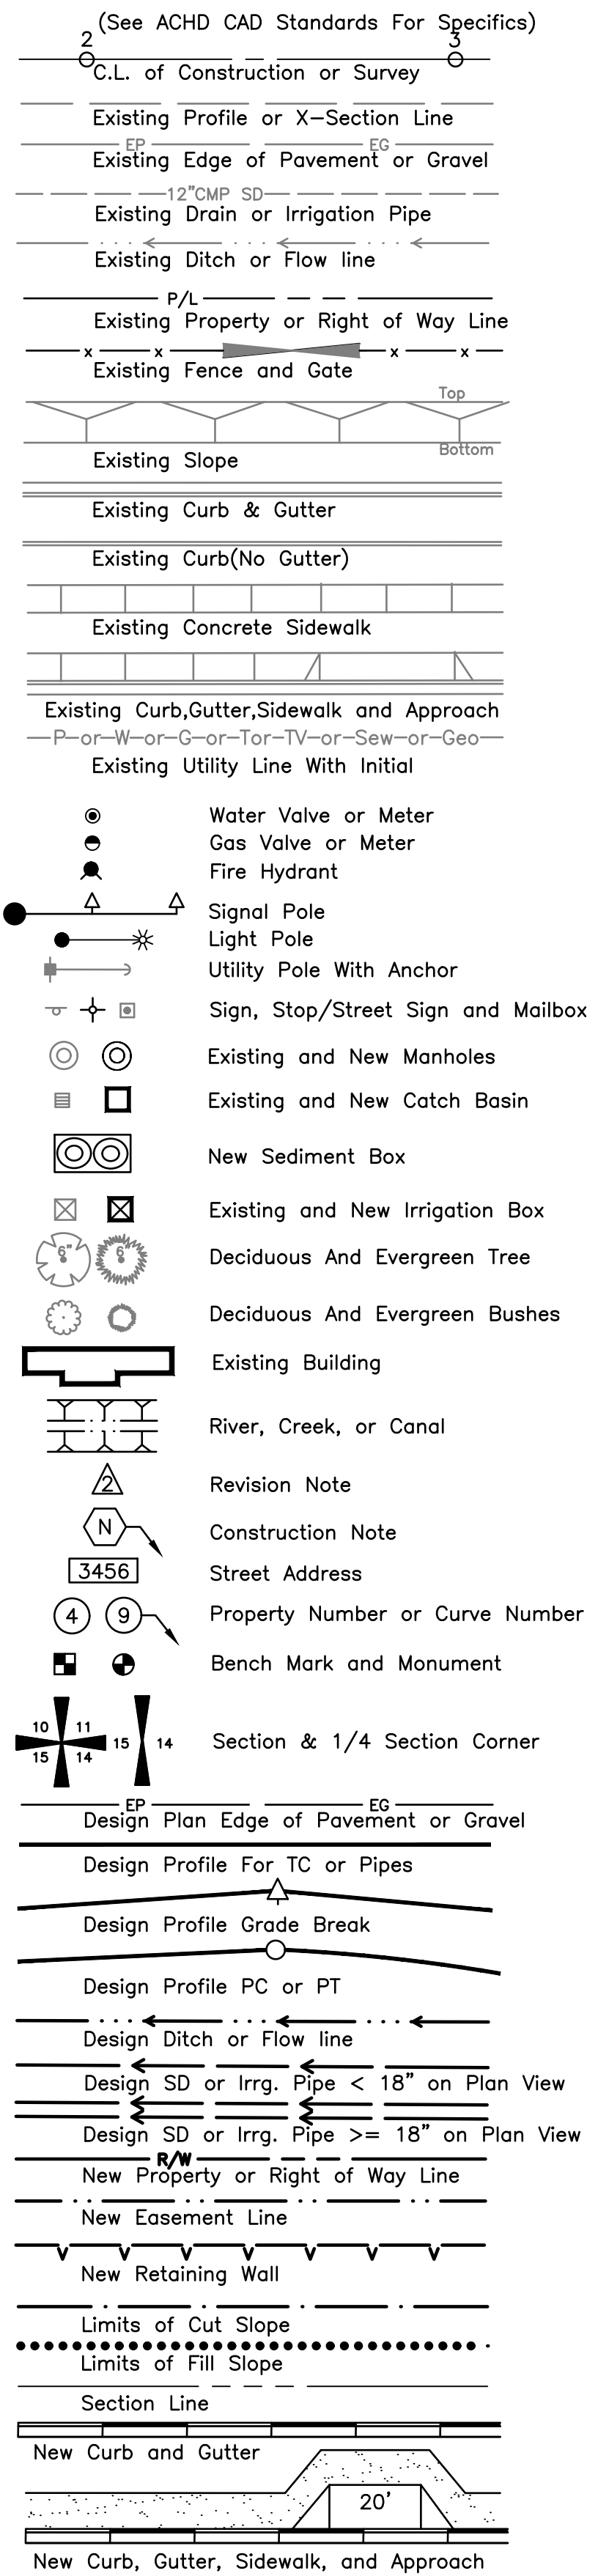 (See ACHD CAD Standards For Specifics)
2 3
C.L. of Construction or Survey
Existing Profile or X-Section Line
EP EG
Existing Edge of Pavement or Gravel
12"CMP SD
Existing Drain or Irrigation Pipe
Existing Ditch or Flow line
P/L
Existing Property or Right of Way Line
x x x x
Existing Fence and Gate
Top
Bottom
Existing Slope
Existing Curb & Gutter
Existing Curb(No Gutter)
Existing Concrete Sidewalk
Existing Curb,Gutter,Sidewalk and Approach
P-or-W-or-G-or-Tor-TV-or-Sew-or-Geo
Existing Utility Line With Initial
Water Valve or Meter
Gas Valve or Meter
Fire Hydrant
Signal Pole
Light Pole
Utility Pole With Anchor
Sign, Stop/Street Sign and Mailbox
Existing and New Manholes
Existing and New Catch Basin
New Sediment Box
Existing and New Irrigation Box
6" 6" Deciduous And Evergreen Tree
Deciduous And Evergreen Bushes
Existing Building
River, Creek, or Canal
2 Revision Note
N Construction Note
3456 Street Address
4 9 Property Number or Curve Number
Bench Mark and Monument
10 11
15 14 Section & 1/4 Section Corner
15 14
EP EG
Design Plan Edge of Pavement or Gravel
Design Profile For TC or Pipes
Design Profile Grade Break
Design Profile PC or PT
Design Ditch or Flow line
Design SD or Irrg. Pipe < 18" on Plan View
Design SD or Irrg. Pipe >= 18" on Plan View
R/W
New Property or Right of Way Line
New Easement Line
New Retaining Wall
Limits of Cut Slope
Limits of Fill Slope
Section Line
New Curb and Gutter
20'
New Curb, Gutter, Sidewalk, and Approach